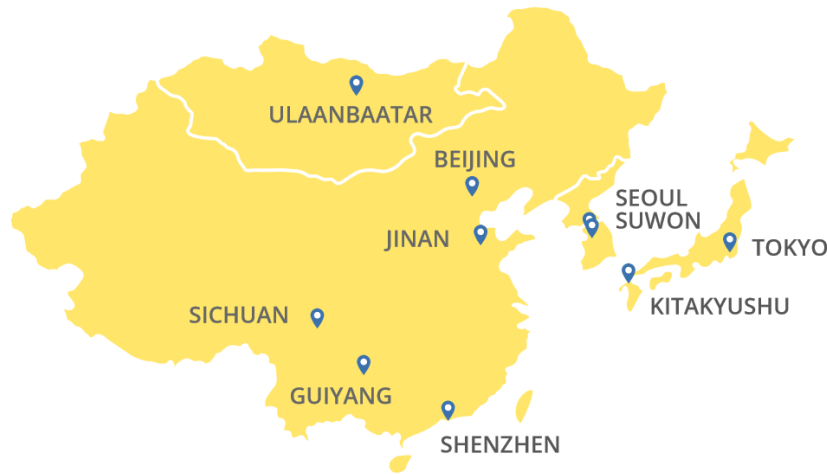 ULAANBAATAR
BEIJING
SEOUL
SUWON
JINAN
TOKYO
KITAKYUSHU
SICHUAN
GUIYANG
SHENZHEN